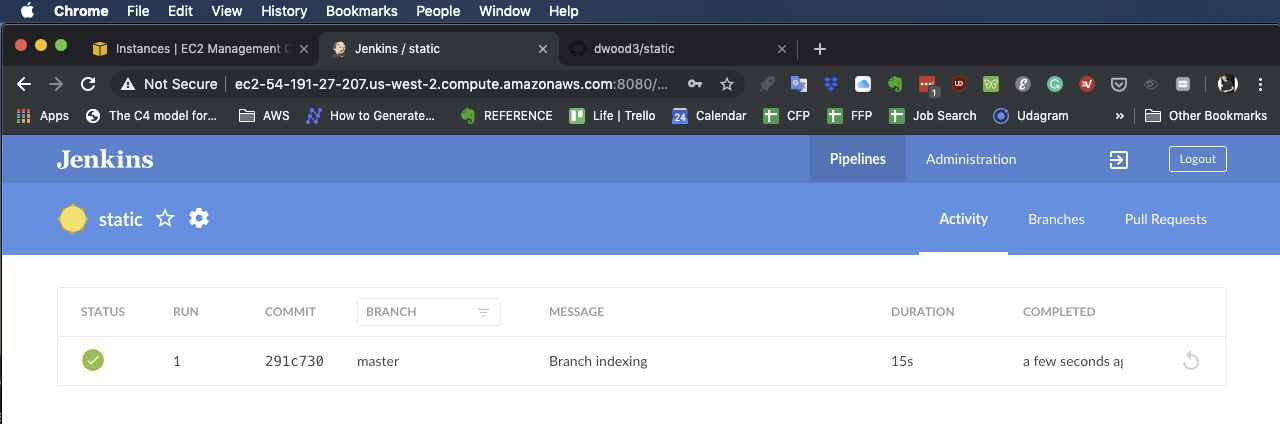 Chrome File Edit View History Bookmarks People Window Help
Instances | EC2 Management C Jenkins / static dwood3/static
Not Secure ec2-54-191-27-207.us-west-2.compute.amazonaws.com:8080/...
1
Apps The C4 model for... AWS How to Generate... REFERENCE Life | Trello 24 Calendar CFP FFP Job Search Udagram » Other Bookmarks
Jenkins Pipelines Administration Logout
static Activity Branches Pull Requests
STATUS RUN COMMIT BRANCH MESSAGE DURATION COMPLETED
1 291c730 master Branch indexing 15s a few seconds ag